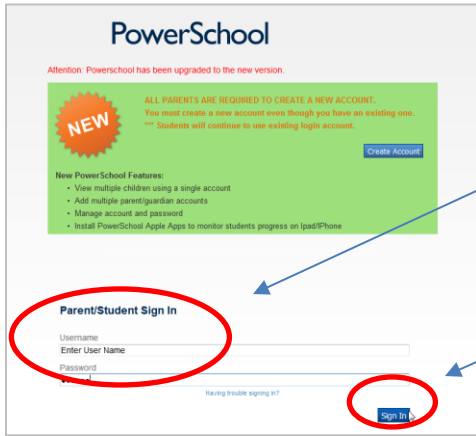 PowerSchool
Attention: Powerschool has been upgraded to the new version.
NEW
ALL PARENTS ARE REQUIRED TO CREATE A NEW ACCOUNT.
You must create a new account even though you have an existing one.
*** Students will continue to use existing login account.
Create Account
New PowerSchool Features:
• View multiple children using a single account
• Add multiple parent/guardian accounts
• Manage account and password
• Install PowerSchool Apple Apps to monitor students progress on Ipad/IPhone
Parent/Student Sign In
Username
Enter User Name
Password
Having trouble signing in?
Sign In